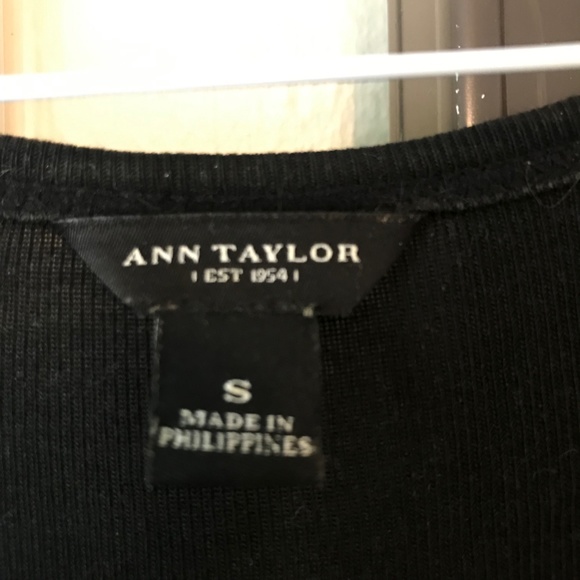 ANN TAYLOR
EST 1954
S
MADE IN
PHILIPPINES